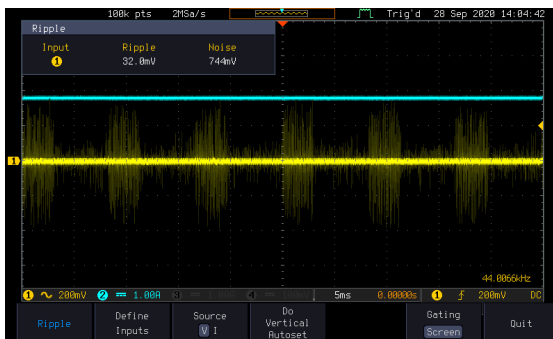 100k pts 2MSa/s Trig'd 28 Sep 2020 14:04:42
Ripple
Input Ripple Noise
1 32.0mV 744mV
1
44.0066kHz
1 200mV 2 1.00A 3 4 5ms 0.00000s 1 200mV DC
Ripple
Define Inputs
Source V I
Do Vertical Autoset
Gating Screen
Quit